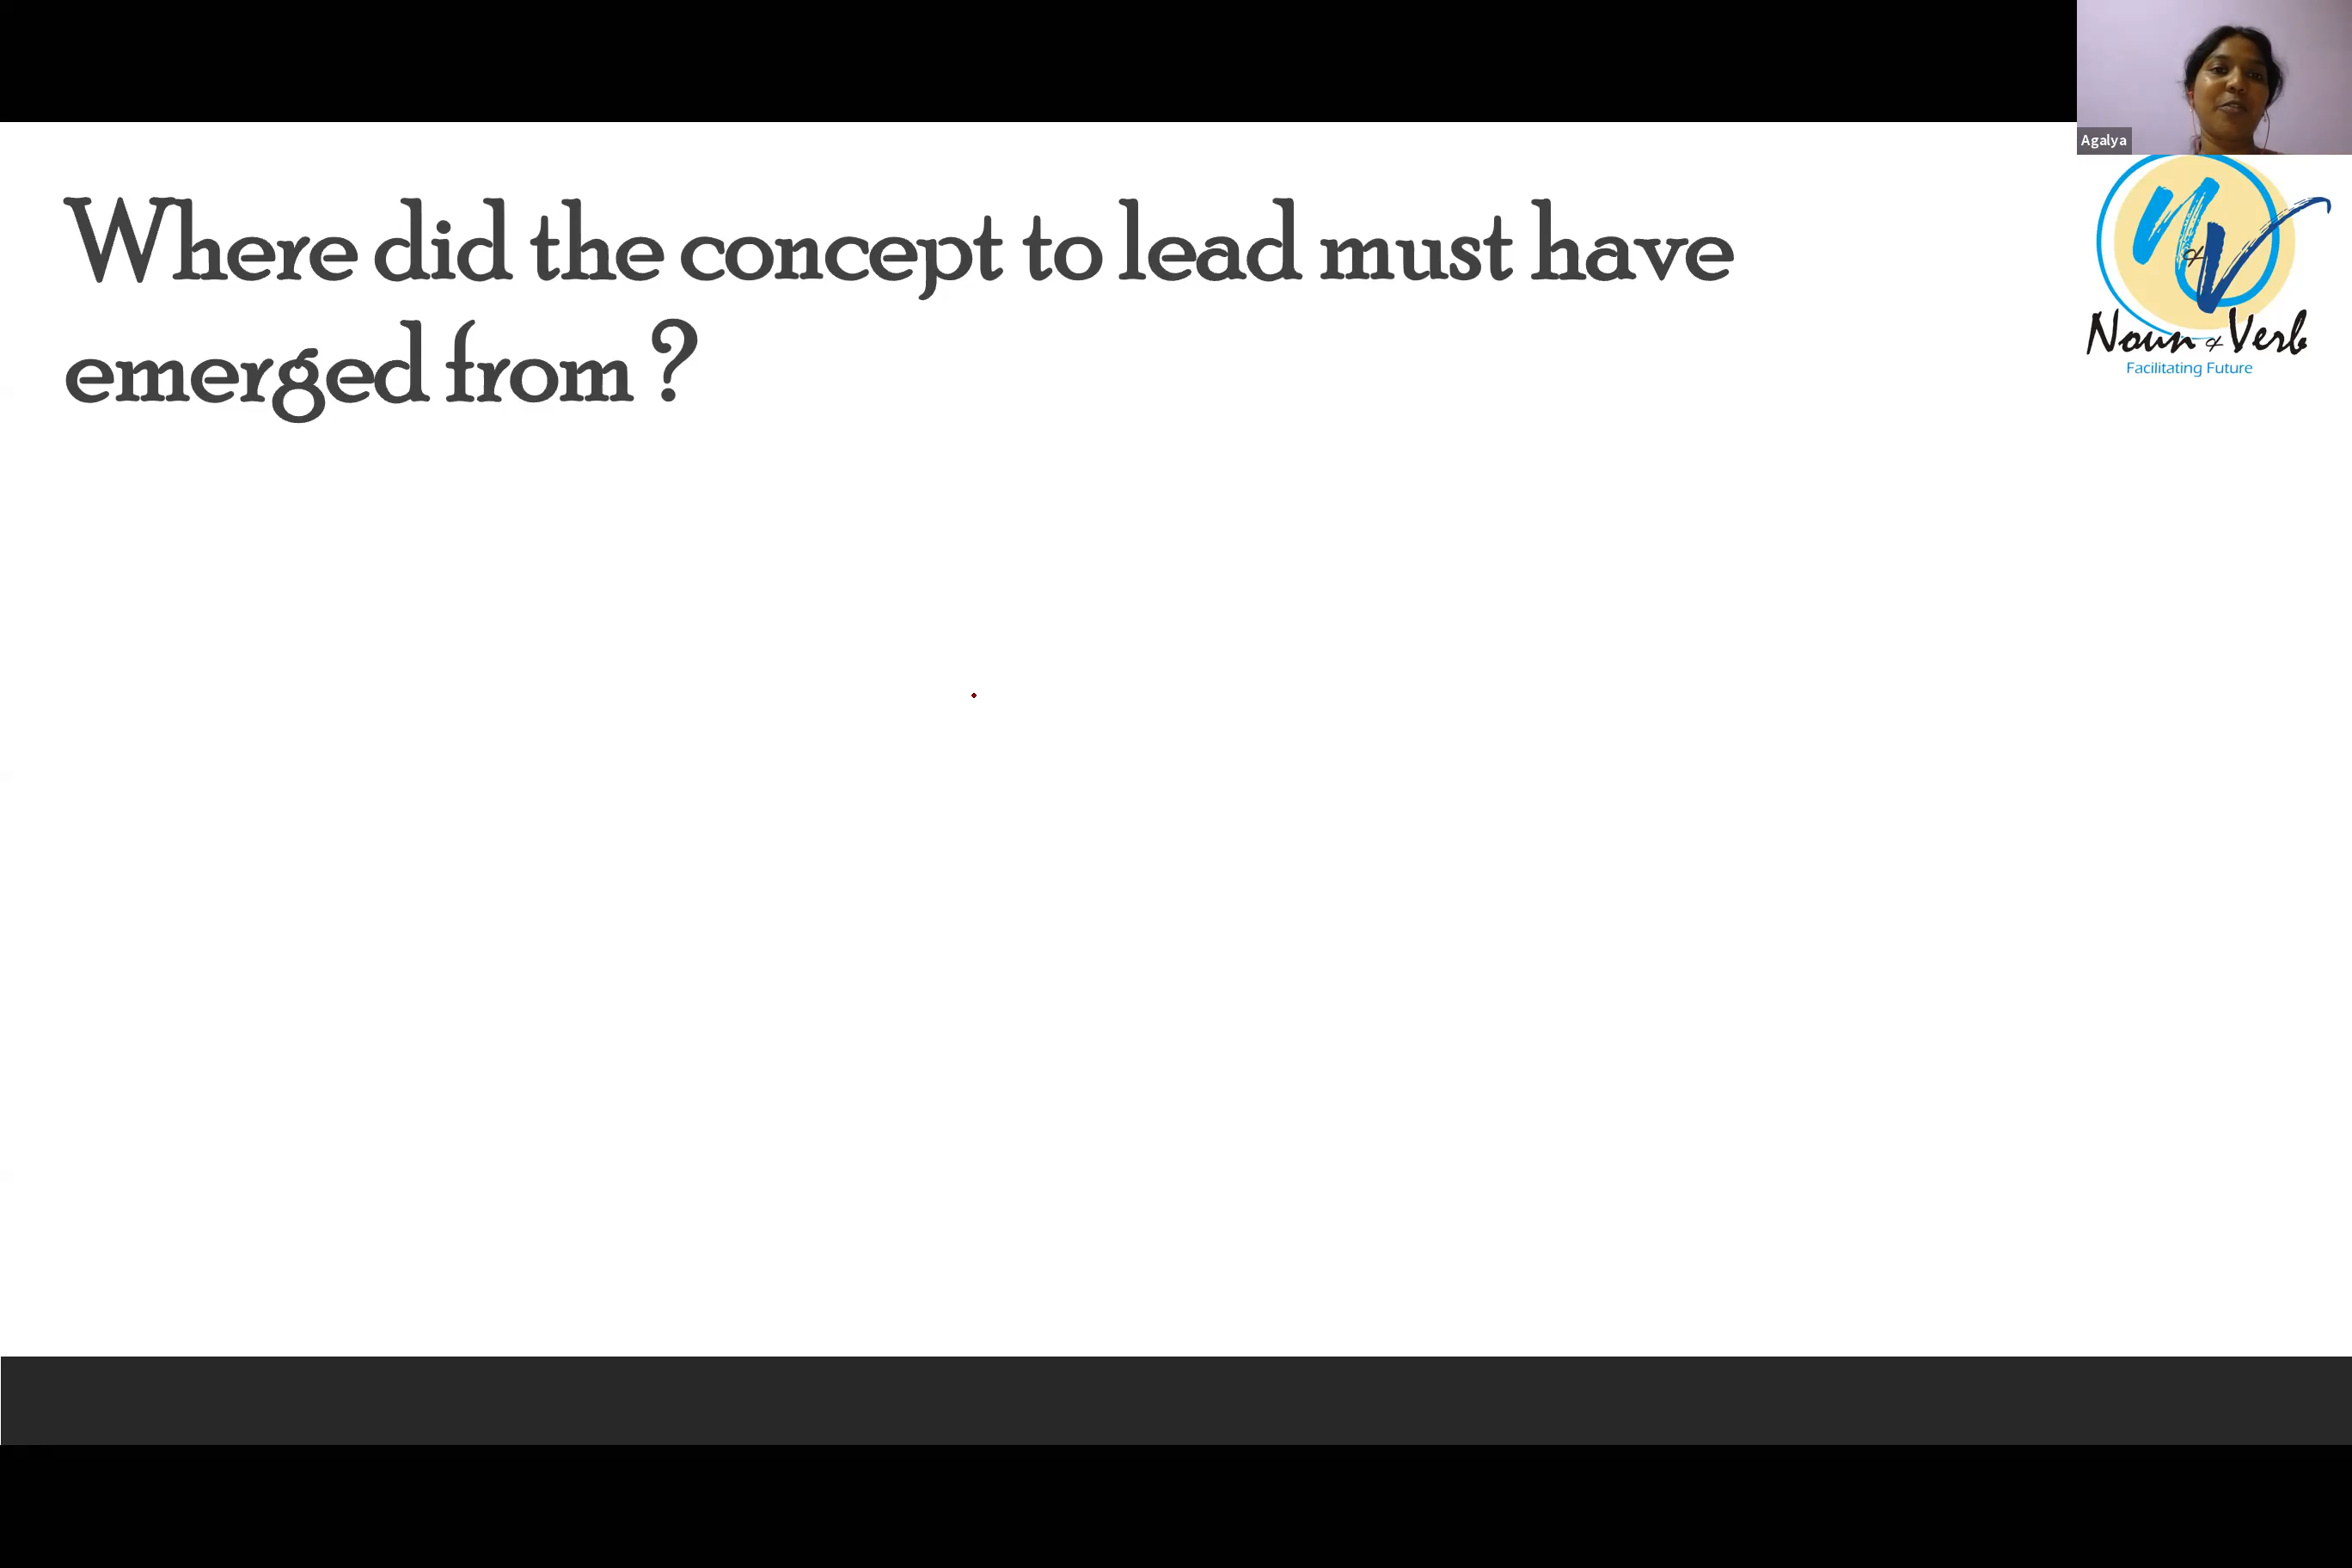 Agalya
Where did the concept to lead must have
emerged from ?
N & V
Noun & Verb
Facilitating Future